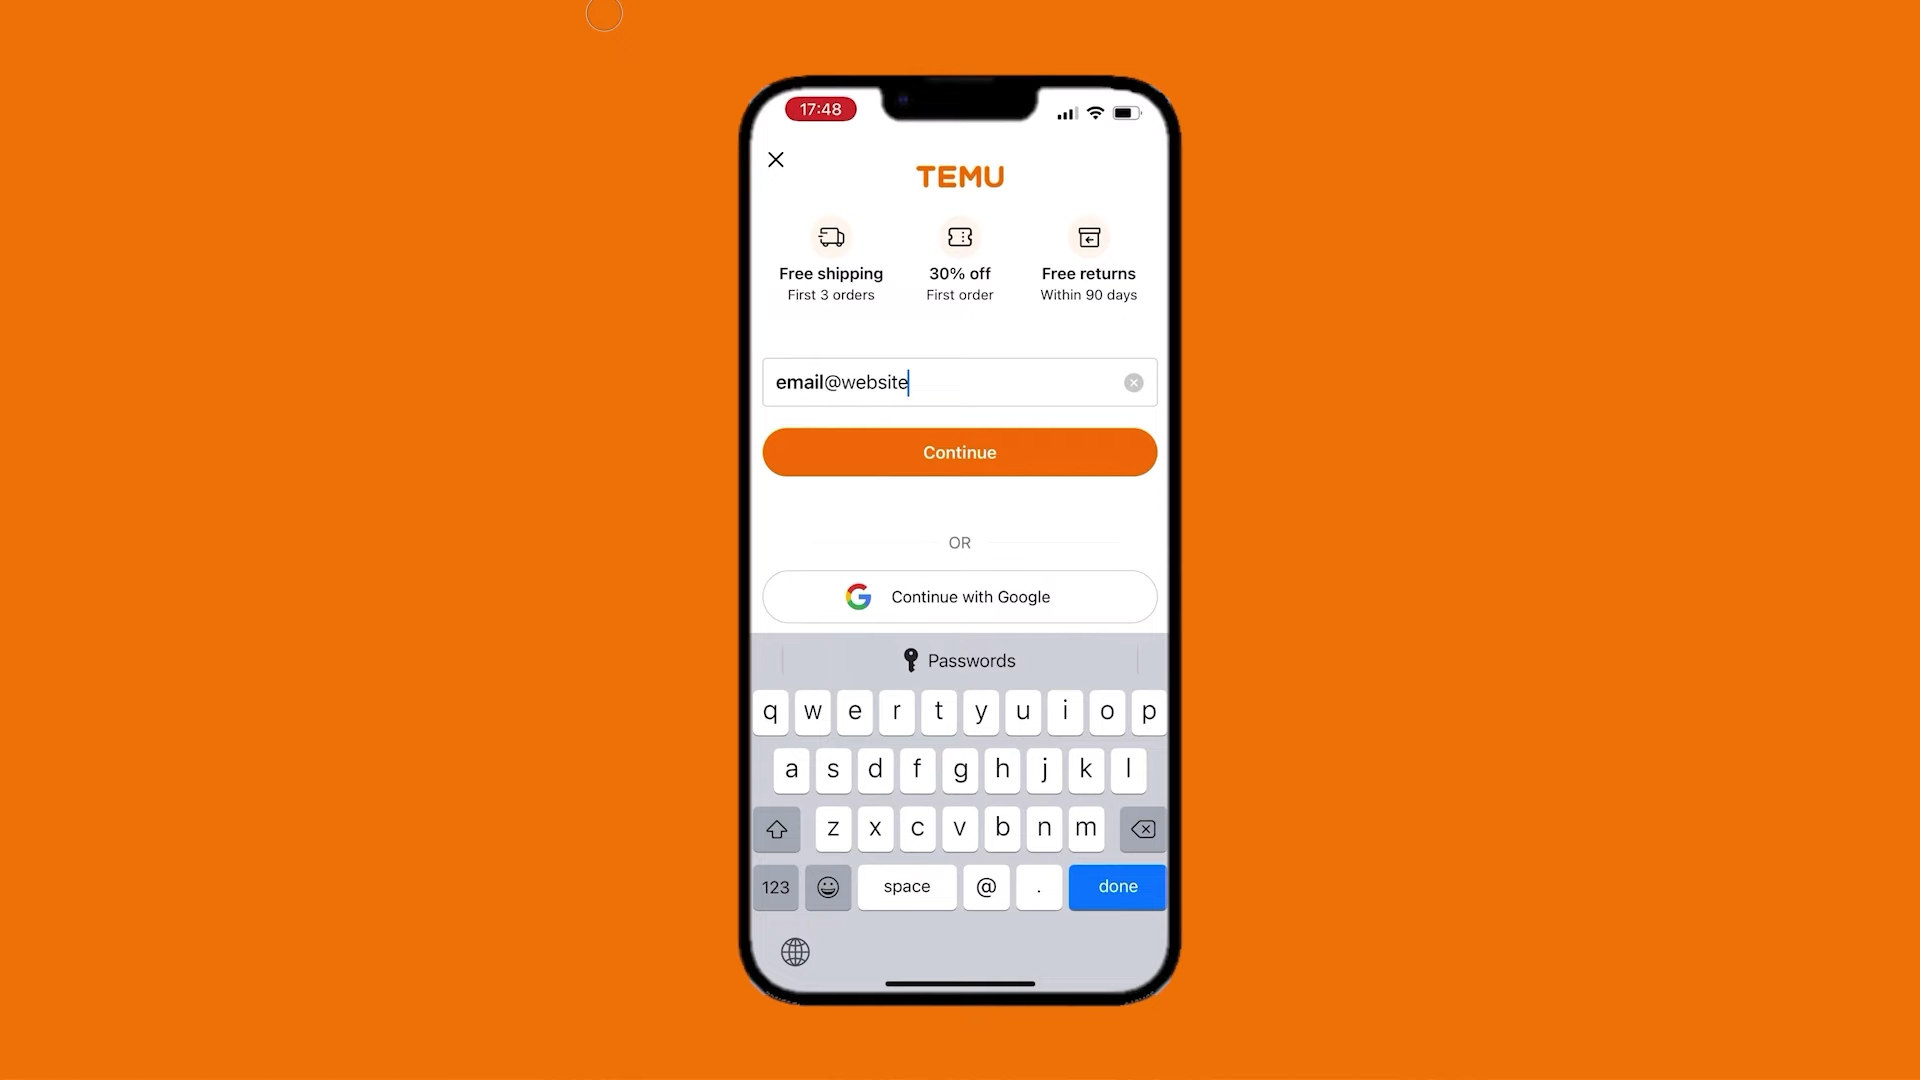 17:48
TEMU
Free shipping
First 3 orders
30% off
First order
Free returns
Within 90 days
email@website
Continue
OR
Continue with Google
Passwords
q w e r t y u i o p
a s d f g h j k l
z x c v b n m
123 space @ . done